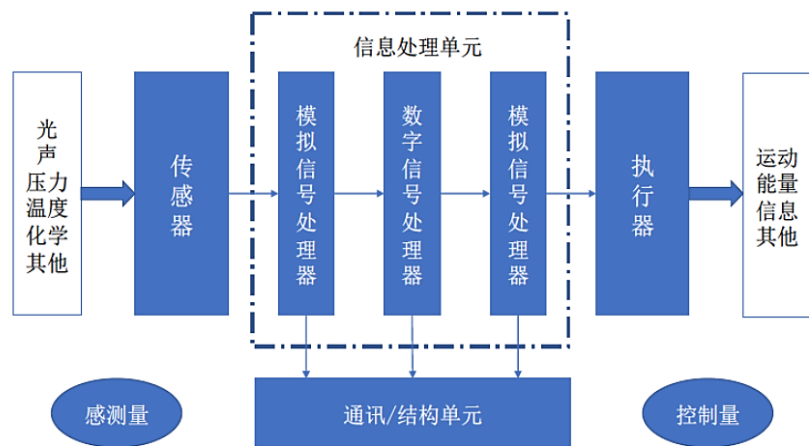 信息处理单元
光
声
压力
温度
化学
其他
传感器
模拟信号处理器
数字信号处理器
模拟信号处理器
执行器
运动
能量
信息
其他
感测量
通讯/结构单元
控制量